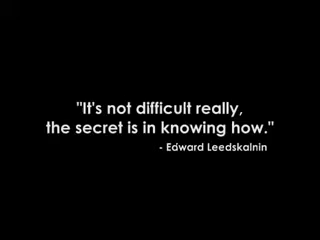 "It's not difficult really,
the secret is in knowing how."
- Edward Leedskalnin